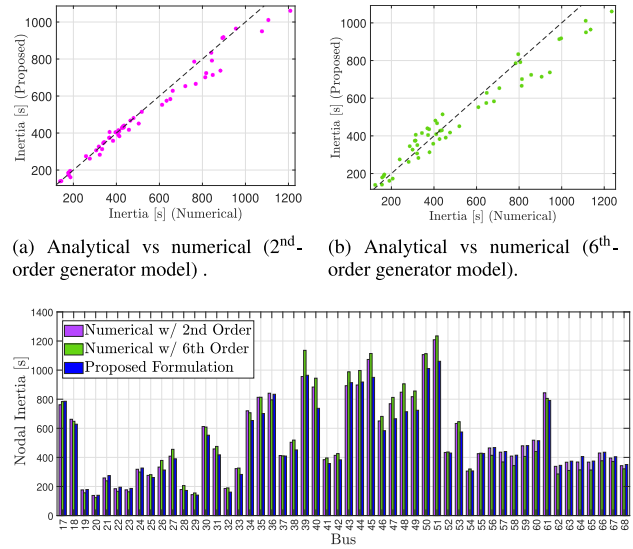 1000
800
600
400
200
Inertia [s] (Proposed)
200 400 600 800 1000 1200
Inertia [s] (Numerical)
1000
800
600
400
200
Inertia [s] (Proposed)
200 400 600 800 1000 1200
Inertia [s] (Numerical)
(a) Analytical vs numerical (2nd-
order generator model) .
(b) Analytical vs numerical (6th-
order generator model).
1400
1200
1000
800
600
400
200
0
Nodal Inertia [s]
Numerical w/ 2nd Order
Numerical w/ 6th Order
Proposed Formulation
17 18 19 20 21 22 23 24 25 26 27 28 29 30 31 32 33 34 35 36 37 38 39 40 41 42 43 44 45 46 47 48 49 50 51 52 53 54 55 56 57 58 59 60 61 62 63 64 65 66 67 68
Bus